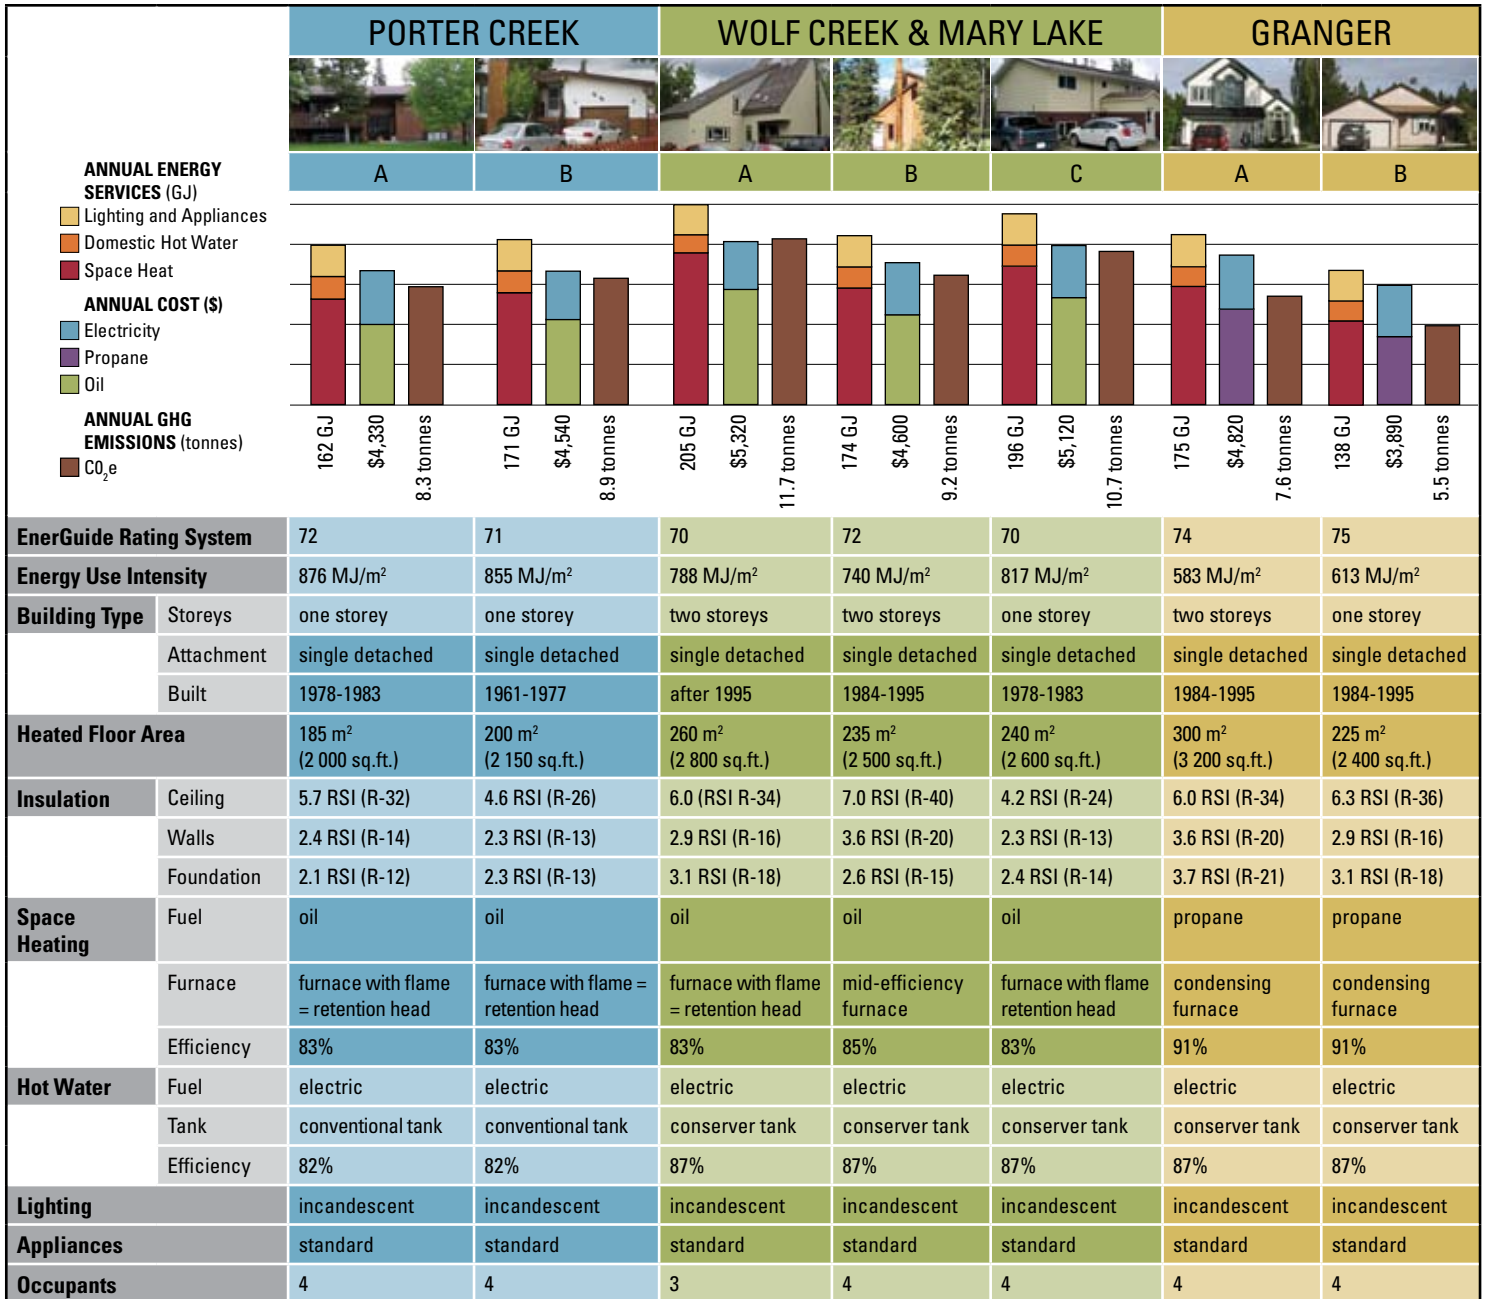 PORTER CREEK WOLF CREEK & MARY LAKE GRANGER
A B A B C A B
ANNUAL ENERGY
SERVICES (GJ)
Lighting and Appliances
Domestic Hot Water
Space Heat
ANNUAL COST ($)
Electricity
Propane
Oil
ANNUAL GHG
EMISSIONS (tonnes)
CO₂e
162 GJ $4,330 8.3 tonnes 171 GJ $4,540 8.9 tonnes 205 GJ $5,320 11.7 tonnes 174 GJ $4,600 9.2 tonnes 196 GJ $5,120 10.7 tonnes 175 GJ $4,820 7.6 tonnes 138 GJ $3,890 5.5 tonnes
EnerGuide Rating System 72 71 70 72 70 74 75
Energy Use Intensity 876 MJ/m² 855 MJ/m² 788 MJ/m² 740 MJ/m² 817 MJ/m² 583 MJ/m² 613 MJ/m²
Building Type Storeys one storey one storey two storeys two storeys one storey two storeys one storey
Attachment single detached single detached single detached single detached single detached single detached single detached
Built 1978-1983 1961-1977 after 1995 1984-1995 1978-1983 1984-1995 1984-1995
Heated Floor Area 185 m² 200 m² 260 m² 235 m² 240 m² 300 m² 225 m²
(2 000 sq.ft.) (2 150 sq.ft.) (2 800 sq.ft.) (2 500 sq.ft.) (2 600 sq.ft.) (3 200 sq.ft.) (2 400 sq.ft.)
Insulation Ceiling 5.7 RSI (R-32) 4.6 RSI (R-26) 6.0 (RSI R-34) 7.0 RSI (R-40) 4.2 RSI (R-24) 6.0 RSI (R-34) 6.3 RSI (R-36)
Walls 2.4 RSI (R-14) 2.3 RSI (R-13) 2.9 RSI (R-16) 3.6 RSI (R-20) 2.3 RSI (R-13) 3.6 RSI (R-20) 2.9 RSI (R-16)
Foundation 2.1 RSI (R-12) 2.3 RSI (R-13) 3.1 RSI (R-18) 2.6 RSI (R-15) 2.4 RSI (R-14) 3.7 RSI (R-21) 3.1 RSI (R-18)
Space Fuel oil oil oil oil oil propane propane
Heating
Furnace furnace with flame furnace with flame = furnace with flame mid-efficiency furnace with flame condensing condensing
= retention head retention head = retention head furnace retention head furnace furnace
Efficiency 83% 83% 83% 85% 83% 91% 91%
Hot Water Fuel electric electric electric electric electric electric electric
Tank conventional tank conventional tank conserver tank conserver tank conserver tank conserver tank conserver tank
Efficiency 82% 82% 87% 87% 87% 87% 87%
Lighting incandescent incandescent incandescent incandescent incandescent incandescent incandescent
Appliances standard standard standard standard standard standard standard
Occupants 4 4 3 4 4 4 4